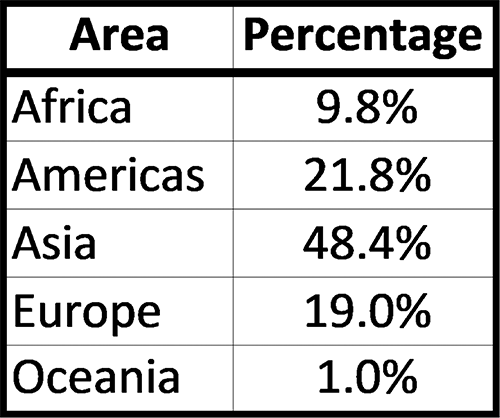 Area Percentage
Africa 9.8%
Americas 21.8%
Asia 48.4%
Europe 19.0%
Oceania 1.0%